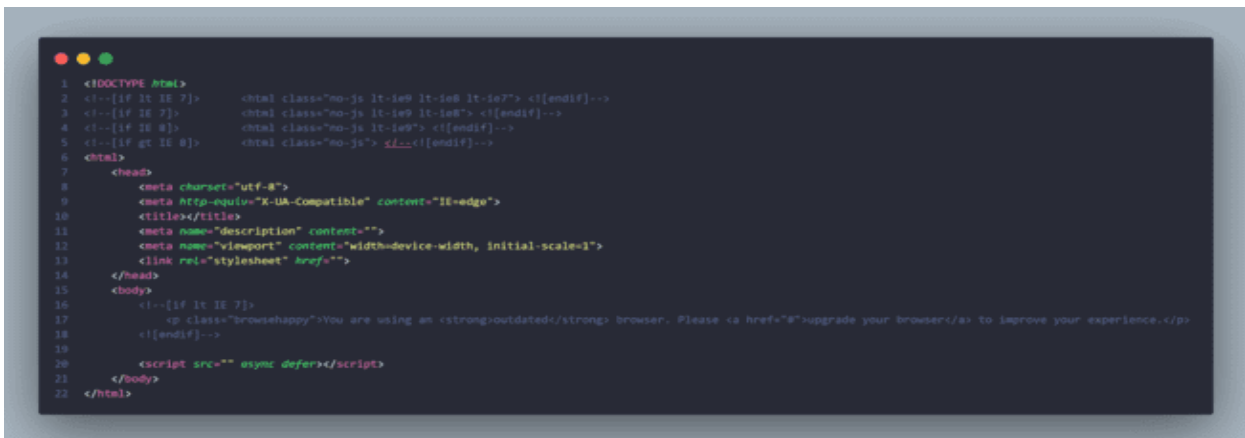 1 <!DOCTYPE html>
2 <!--[if lt IE 7]>      <html class="no-js lt-ie9 lt-ie8 lt-ie7"> <![endif]-->
3 <!--[if IE 7]>         <html class="no-js lt-ie9 lt-ie8"> <![endif]-->
4 <!--[if IE 8]>         <html class="no-js lt-ie9"> <![endif]-->
5 <!--[if gt IE 8]>      <html class="no-js"> <!--<![endif]-->
6 <html>
7     <head>
8         <meta charset="utf-8">
9         <meta http-equiv="X-UA-Compatible" content="IE=edge">
10         <title></title>
11         <meta name="description" content="">
12         <meta name="viewport" content="width=device-width, initial-scale=1">
13         <link rel="stylesheet" href="">
14     </head>
15     <body>
16         <!--[if lt IE 7]>
17             <p class="browsehappy">You are using an <strong>outdated</strong> browser. Please <a href="#">upgrade your browser</a> to improve your experience.</p>
18         <![endif]-->
19
20         <script src="" async defer></script>
21     </body>
22 </html>